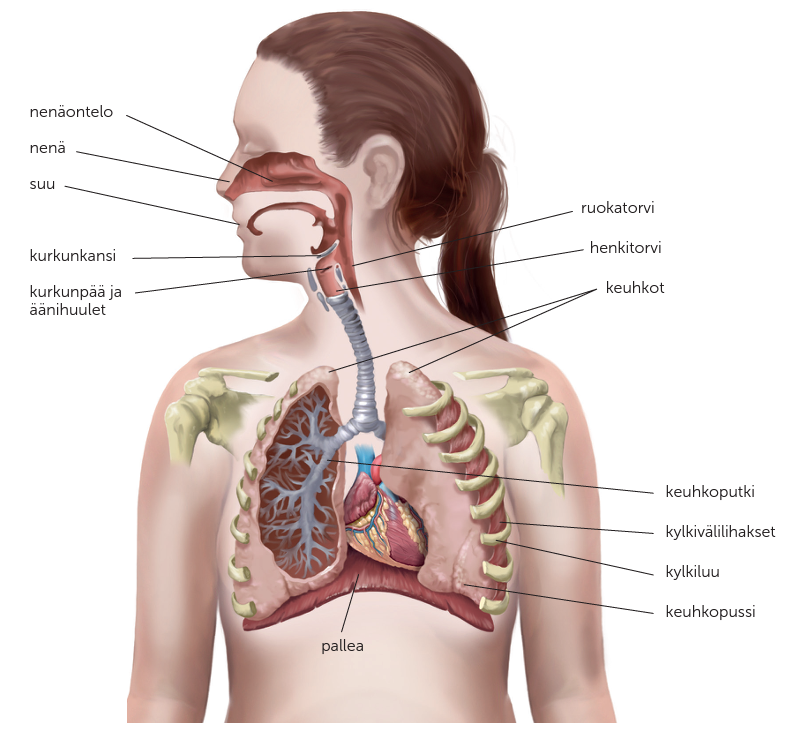 nenäontelo
nenä
suu
kurkunkansi
kurkunpää ja
äänihuulet
ruokatorvi
henkitorvi
keuhkot
keuhkoputki
kylkivälilihakset
kylkiluu
keuhkopussi
pallea